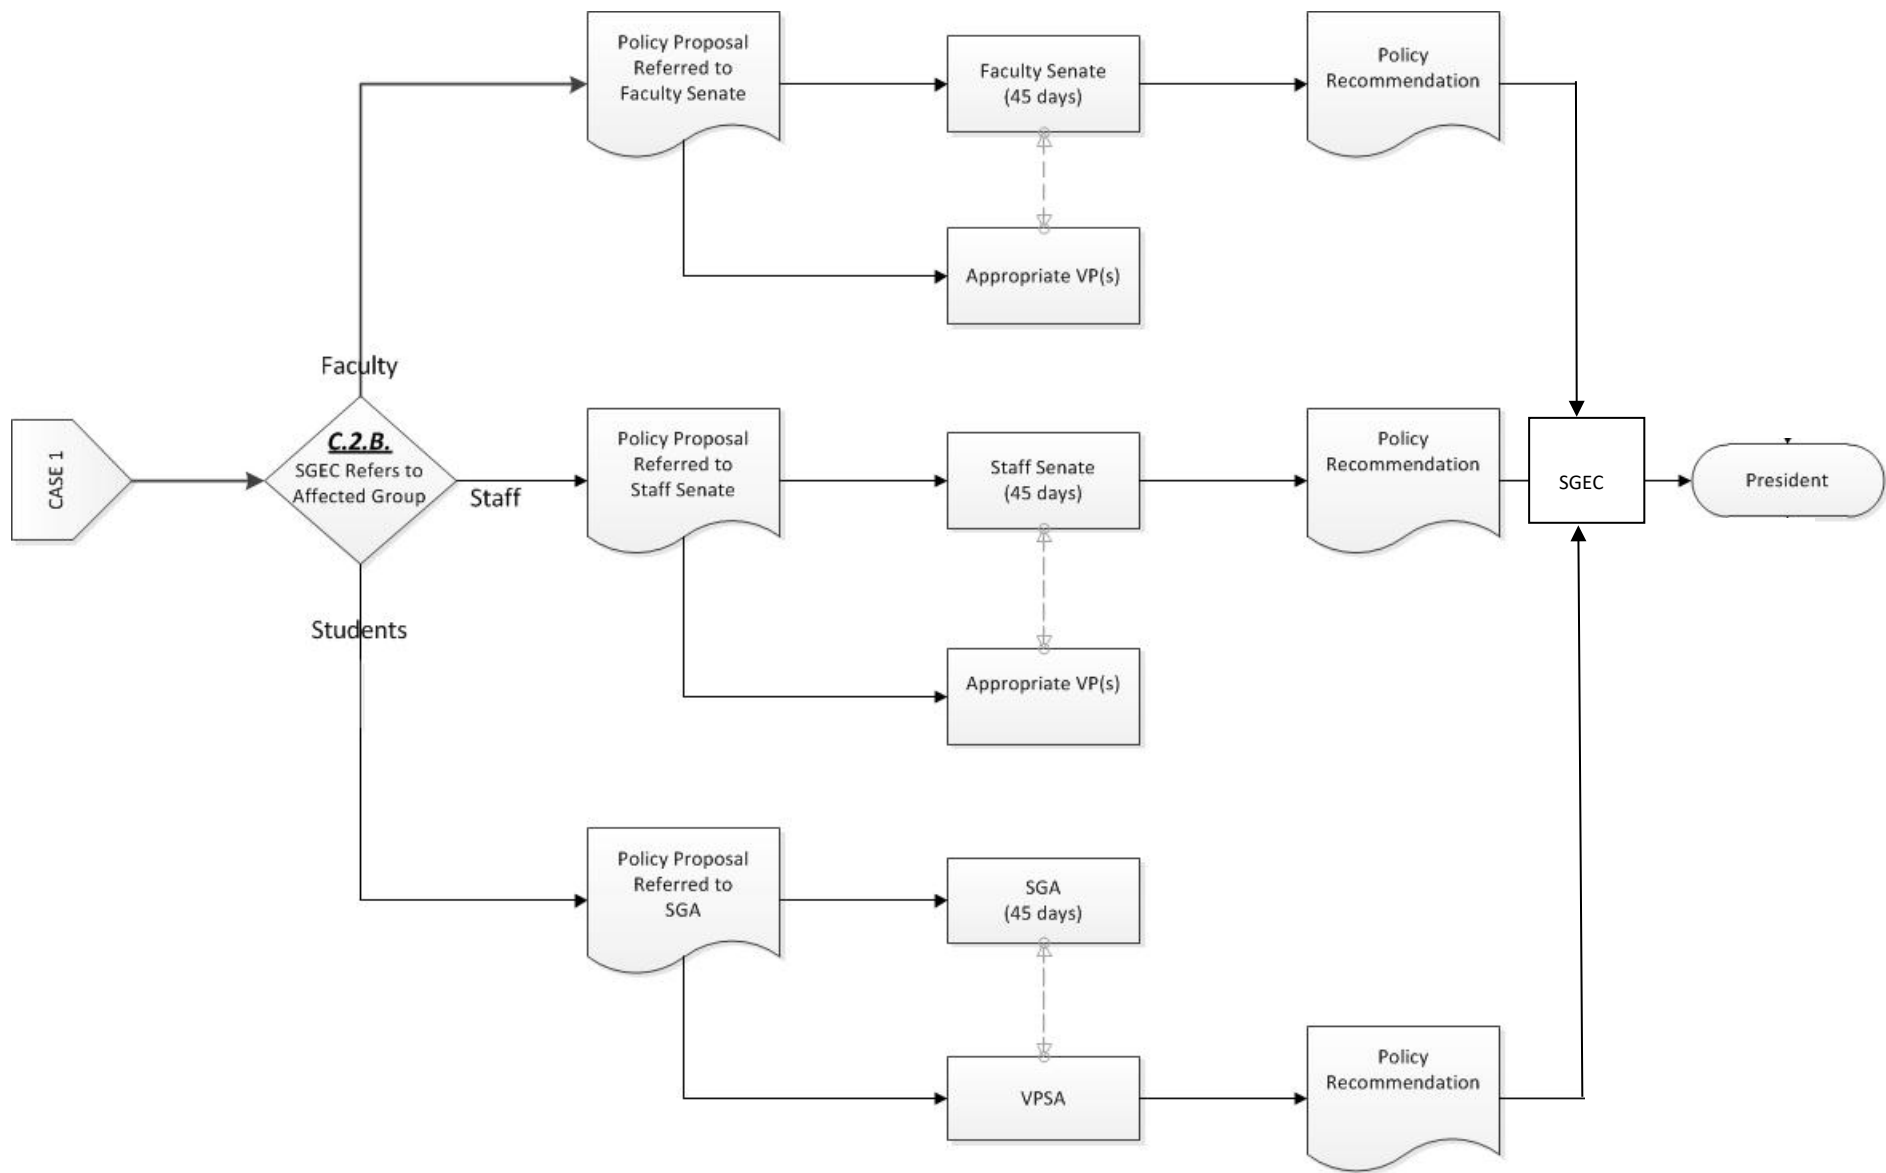 Policy Proposal
Referred to
Faculty Senate
Faculty Senate
(45 days)
Policy
Recommendation
Appropriate VP(s)
Faculty
CASE 1
C.2.B.
SGEC Refers to
Affected Group
Staff
Policy Proposal
Referred to
Staff Senate
Staff Senate
(45 days)
Policy
Recommendation
SGEC
President
Appropriate VP(s)
Students
Policy Proposal
Referred to
SGA
SGA
(45 days)
VPSA
Policy
Recommendation